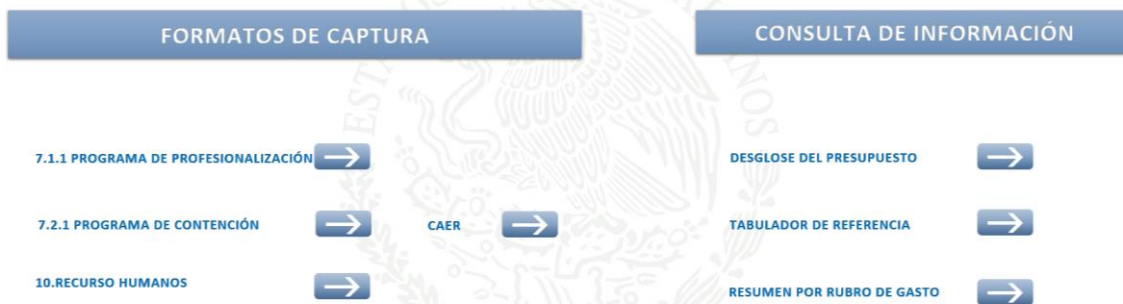 FORMATOS DE CAPTURA
CONSULTA DE INFORMACIÓN
7.1.1 PROGRAMA DE PROFESIONALIZACIÓN
DESGLOSE DEL PRESUPUESTO
7.2.1 PROGRAMA DE CONTENCIÓN
CAER
TABULADOR DE REFERENCIA
10.RECURSO HUMANOS
RESUMEN POR RUBRO DE GASTO